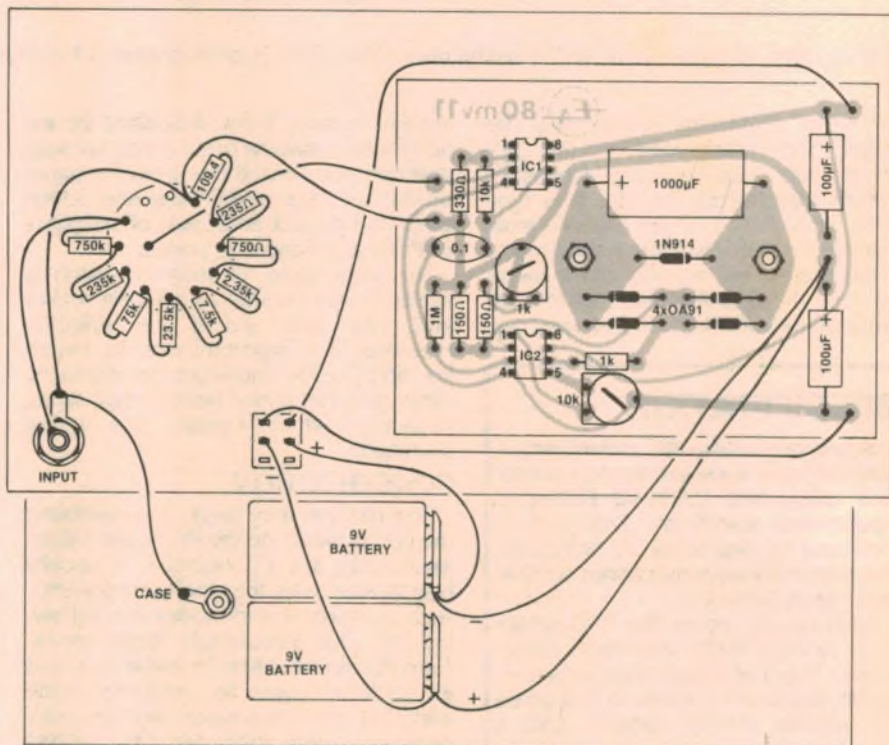 80mv11
109.4
235Ω
750Ω
2.35k
7.5k
23.5k
75k
235k
750k
INPUT
330Ω
10k
1
8
IC1
4
5
0.1
1k
1M
150Ω
150Ω
1
8
IC2
4
5
1k
10k
+
1000μF
1N914
4xOA91
100μF
+
100μF
+
−
+
−
9V
BATTERY
−
CASE
9V
BATTERY
+